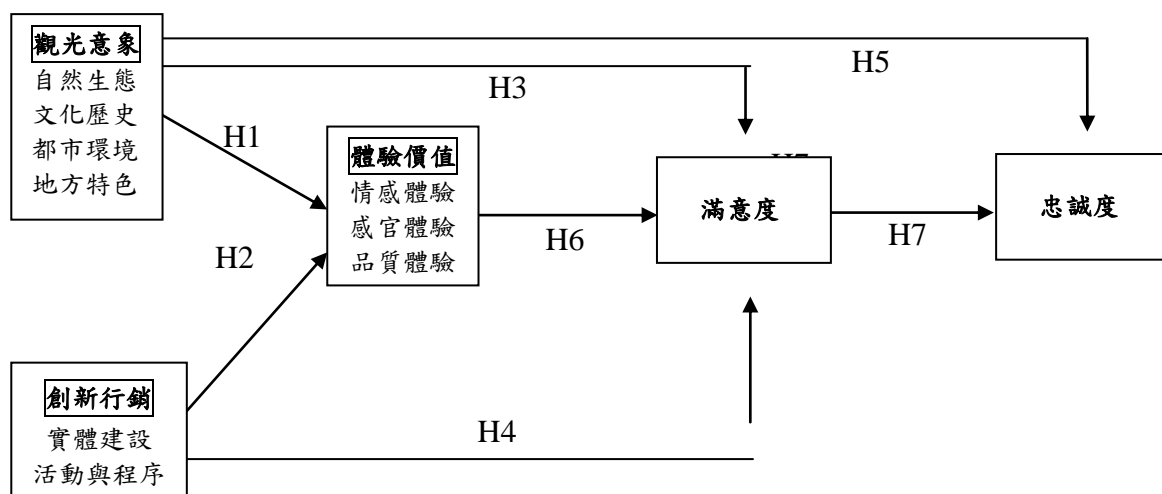 觀光意象
自然生態
文化歷史
都市環境
地方特色
H5
H3
H1
體驗價值
情感體驗
感官體驗
品質體驗
滿意度
忠誠度
H6
H7
H2
創新行銷
實體建設
活動與程序
H4